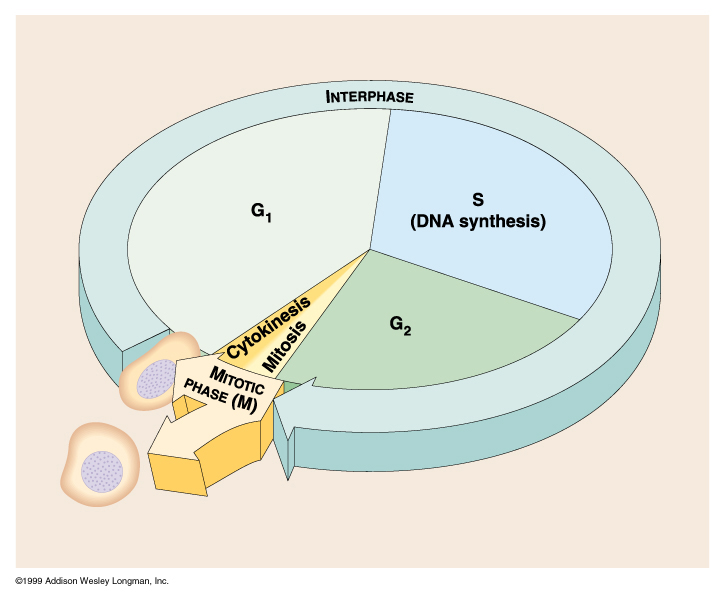 INTERPHASE
G1
S
(DNA synthesis)
G2
Cytokinesis
Mitosis
MITOTIC
PHASE (M)
©1999 Addison Wesley Longman, Inc.